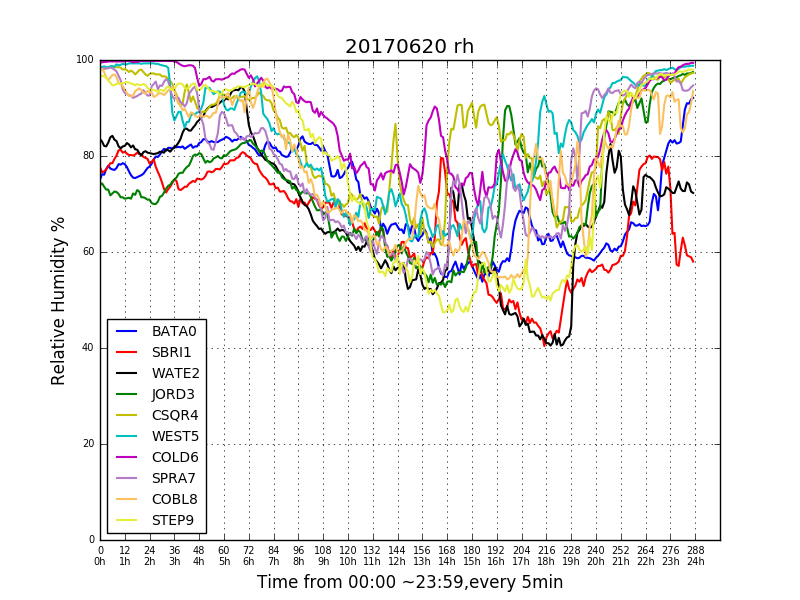 20170620 rh
100
80
60
40
20
0
Relative Humidity %
BATA0
SBRI1
WATE2
JORD3
CSQR4
WEST5
COLD6
SPRA7
COBL8
STEP9
0 12 24 36 48 60 72 84 96 108 120 132 144 156 168 180 192 204 216 228 240 252 264 276 288
0h 1h 2h 3h 4h 5h 6h 7h 8h 9h 10h 11h 12h 13h 14h 15h 16h 17h 18h 19h 20h 21h 22h 23h 24h
Time from 00:00 ~23:59,every 5min